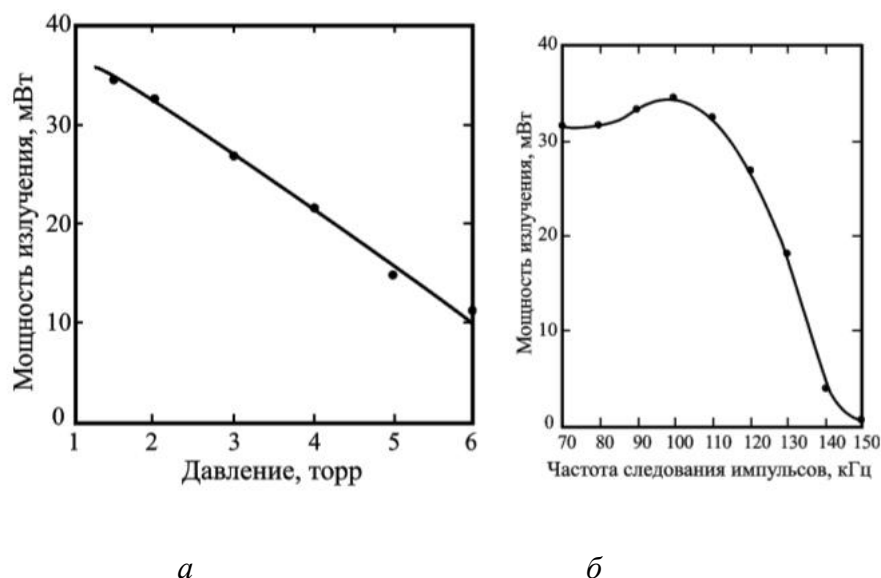 40
30
20
10
0
Мощность излучения, мВт
1 2 3 4 5 6
Давление, торр
40
30
20
10
0
Мощность излучения, мВт
70 80 90 100 110 120 130 140 150
Частота следования импульсов, кГц
а б